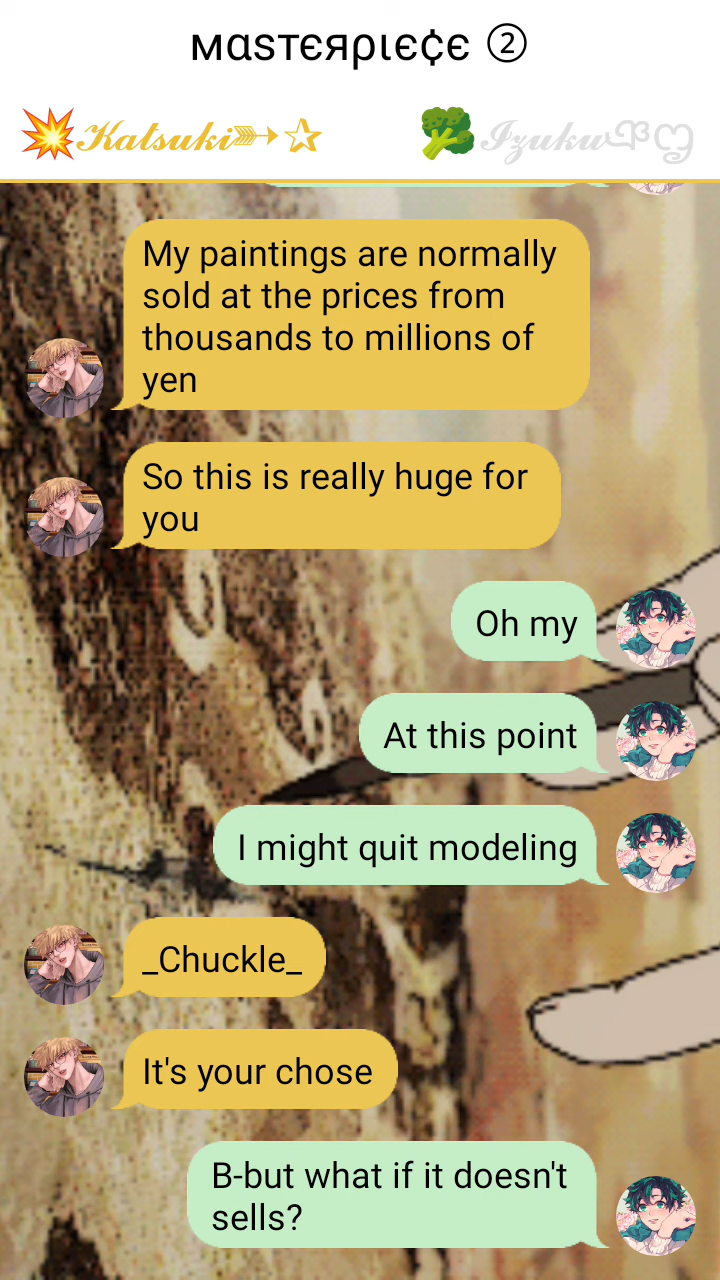 мαsтєяριє¢є ②
💥𝒦𝒶𝓉𝓈𝓊𝓀𝒾➳☆
🥦𝓘𝔃𝓾𝓴𝓾ꨄღ
My paintings are normally
sold at the prices from
thousands to millions of
yen
So this is really huge for
you
Oh my
At this point
I might quit modeling
_Chuckle_
It's your chose
B-but what if it doesn't
sells?